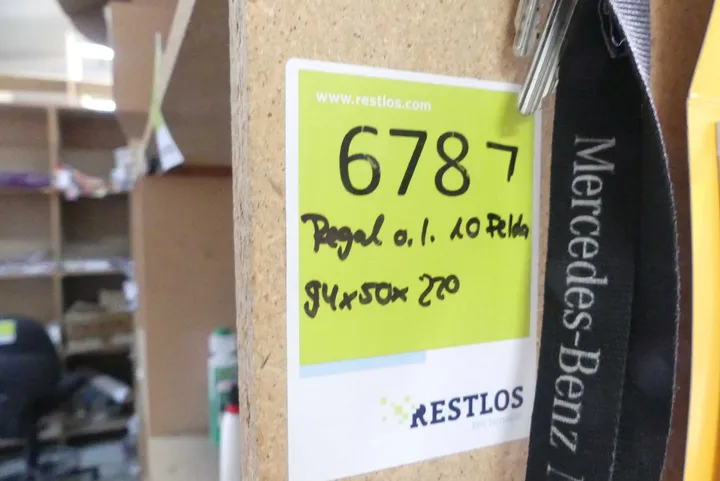 www.restlos.com
678 7
Regal o.l. 10 Felder
94x50x 220
RESTLOS
Mercedes-Benz